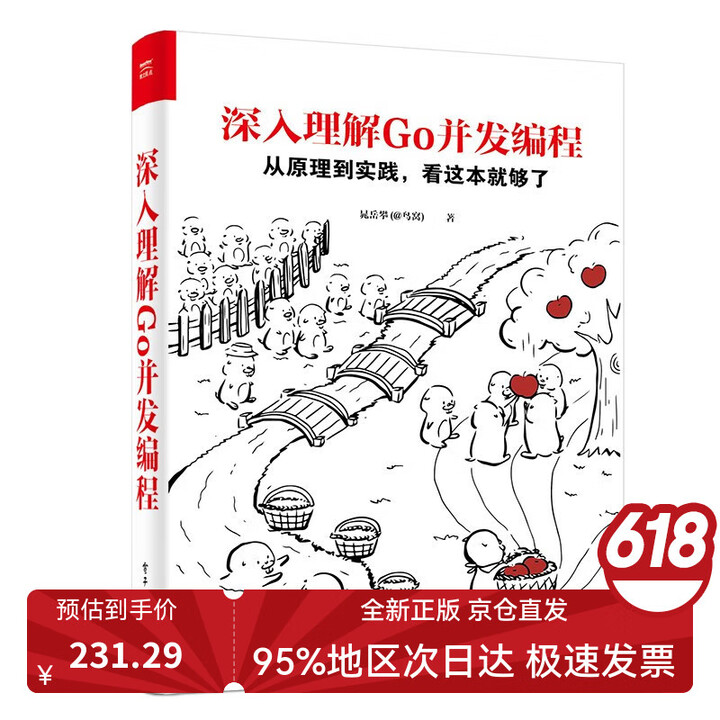 深入理解Go并发编程
从原理到实践，看这本就够了
晁岳攀(@鸟窝) 著
深入理解Go并发编程
618
预估到手价
¥ 231.29
全新正版 京仓直发
95%地区次日达 极速发票